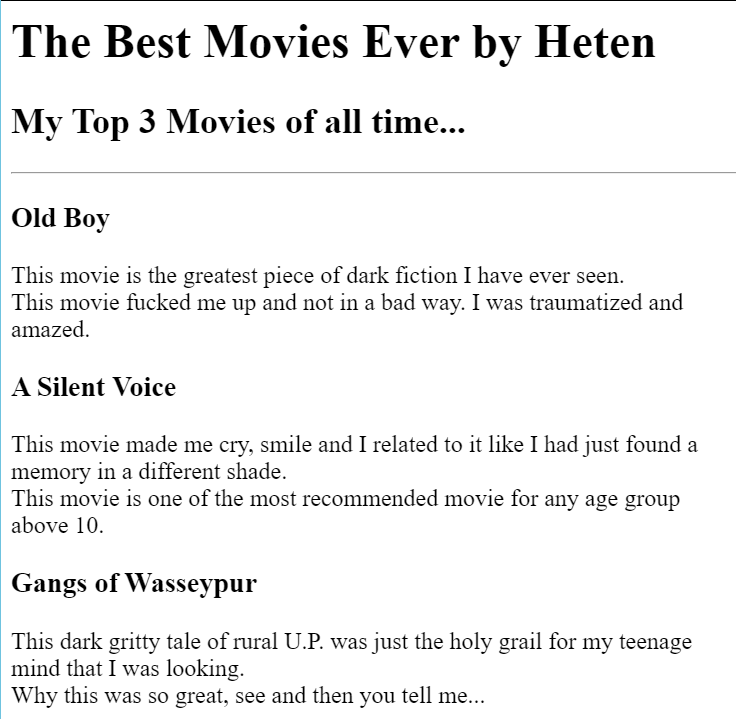 The Best Movies Ever by Heten
My Top 3 Movies of all time...
Old Boy
This movie is the greatest piece of dark fiction I have ever seen.
This movie fucked me up and not in a bad way. I was traumatized and
amazed.
A Silent Voice
This movie made me cry, smile and I related to it like I had just found a
memory in a different shade.
This movie is one of the most recommended movie for any age group
above 10.
Gangs of Wasseypur
This dark gritty tale of rural U.P. was just the holy grail for my teenage
mind that I was looking.
Why this was so great, see and then you tell me...